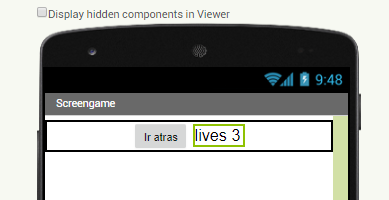 Display hidden components in Viewer
9:48
Screengame
Ir atras lives 3